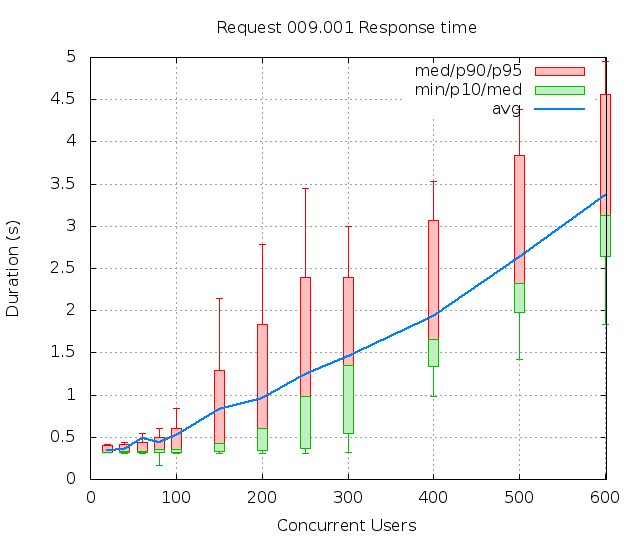 Request 009.001 Response time
5
4.5
4
3.5
3
2.5
2
1.5
1
0.5
0
Duration (s)
med/p90/p95
min/p10/med
avg
0 100 200 300 400 500 600
Concurrent Users